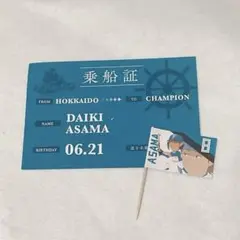 乗船証
FROM HOKKAIDO TO CHAMPION
NAME DAIKI
ASAMA
BIRTHDAY 06.21
ASAMA